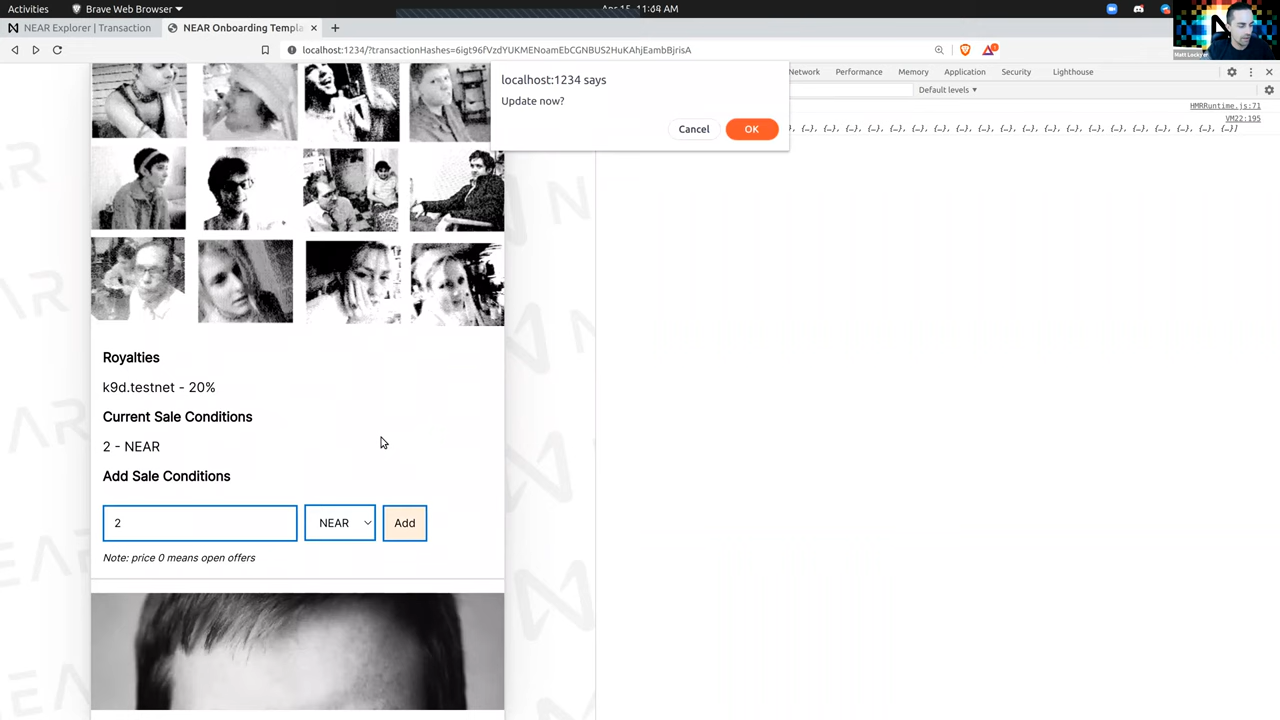 Activities
Brave Web Browser
Apr 15, 11:
AM
NEAR Explorer | Transaction
NEAR Onboarding Templa
localhost:1234/?transactionHashes=
Matt Lockyer
localhost:1234 says
Update now?
Cancel
OK
Network
Performance
Memory
Application
Security
Lighthouse
Default levels
HMRRuntime.js:71
VM22:195
, {…}, {…}, {…}, {…}, {…}, {…}, {…}, {…}, {…}, {…}, {…}, {…}, {…}, {…}, {…}, {…}, {…}]
Royalties
k9d.testnet - 20%
Current Sale Conditions
2 - NEAR
Add Sale Conditions
2
NEAR
Add
Note: price 0 means open offers